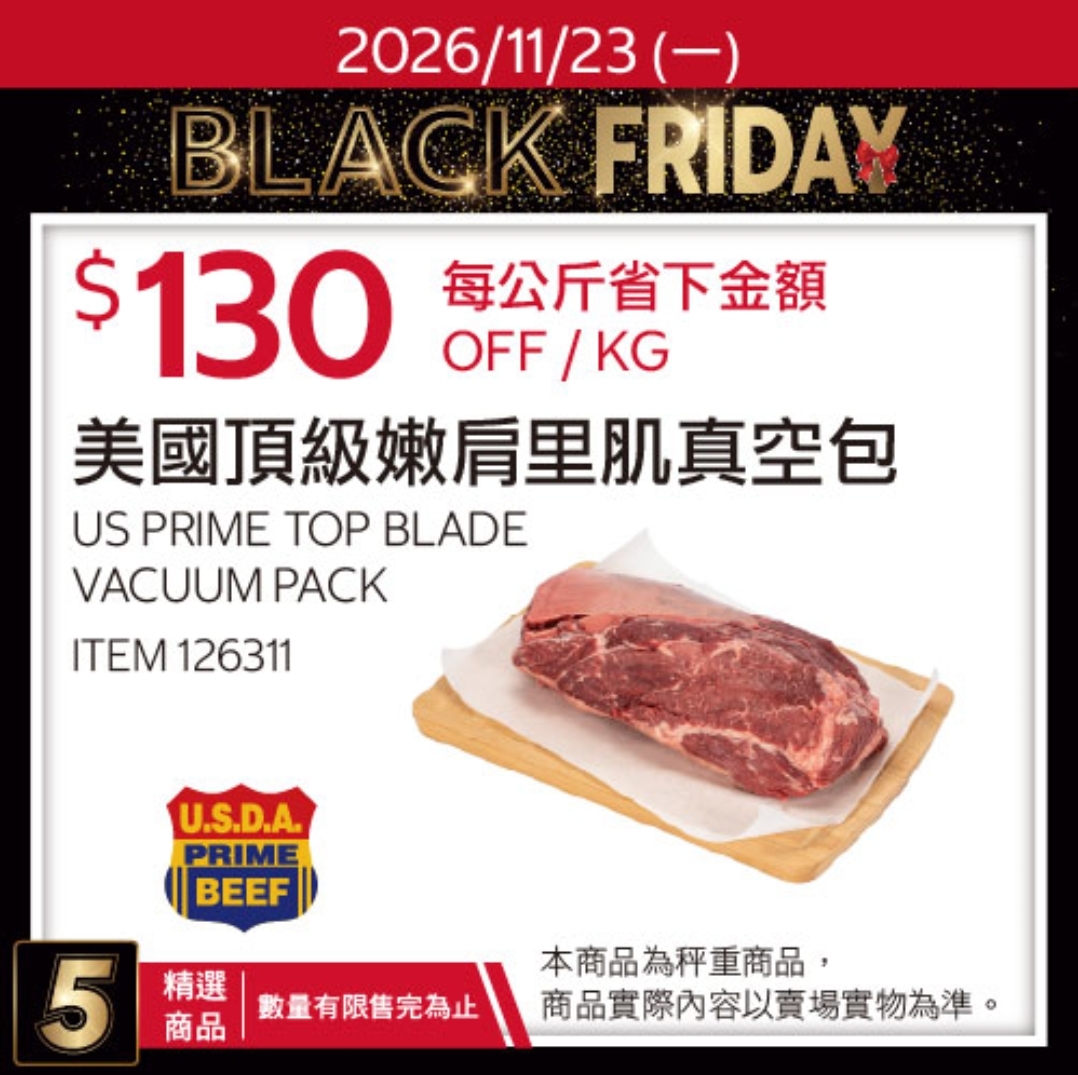 2026/11/23 (一)
BLACK FRIDAY
$130
每公斤省下金額
OFF / KG
美國頂級嫩肩里肌真空包
US PRIME TOP BLADE
VACUUM PACK
ITEM 126311
U.S.D.A.
PRIME
BEEF
5
精選
商品
數量有限售完為止
本商品為秤重商品，
商品實際內容以賣場實物為準。